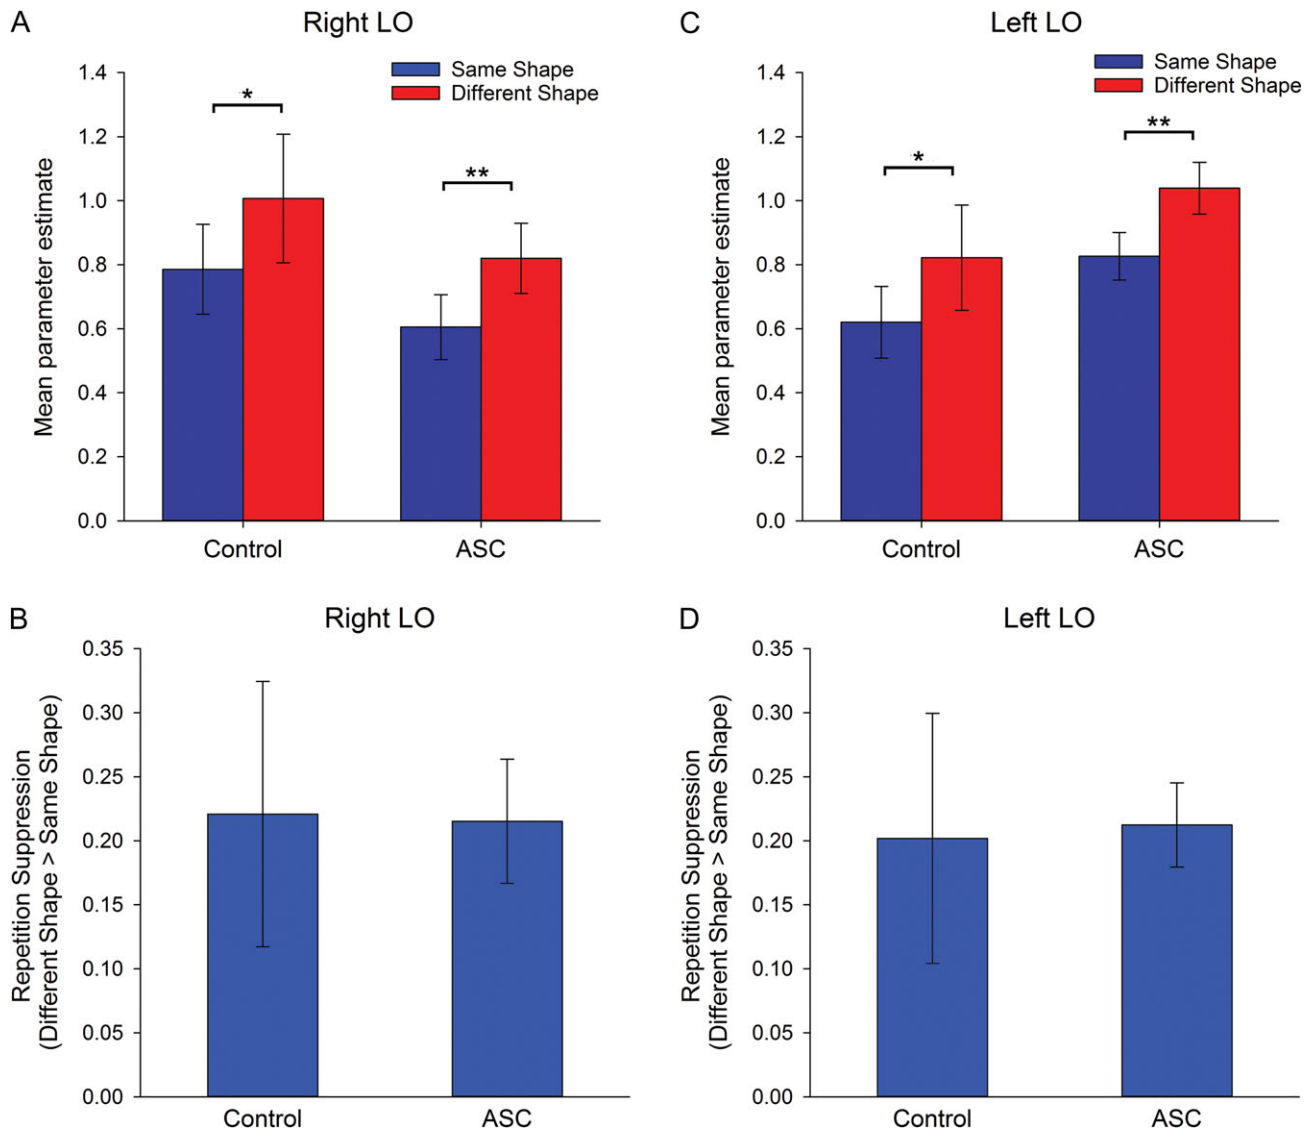 A
Right LO
Same Shape
Different Shape
Mean parameter estimate
1.4
1.2
1.0
0.8
0.6
0.4
0.2
0.0
*
**
Control
ASC
C
Left LO
Same Shape
Different Shape
Mean parameter estimate
1.4
1.2
1.0
0.8
0.6
0.4
0.2
0.0
*
**
Control
ASC
B
Right LO
Repetition Suppression
(Different Shape > Same Shape)
0.35
0.30
0.25
0.20
0.15
0.10
0.05
0.00
Control
ASC
D
Left LO
Repetition Suppression
(Different Shape > Same Shape)
0.35
0.30
0.25
0.20
0.15
0.10
0.05
0.00
Control
ASC